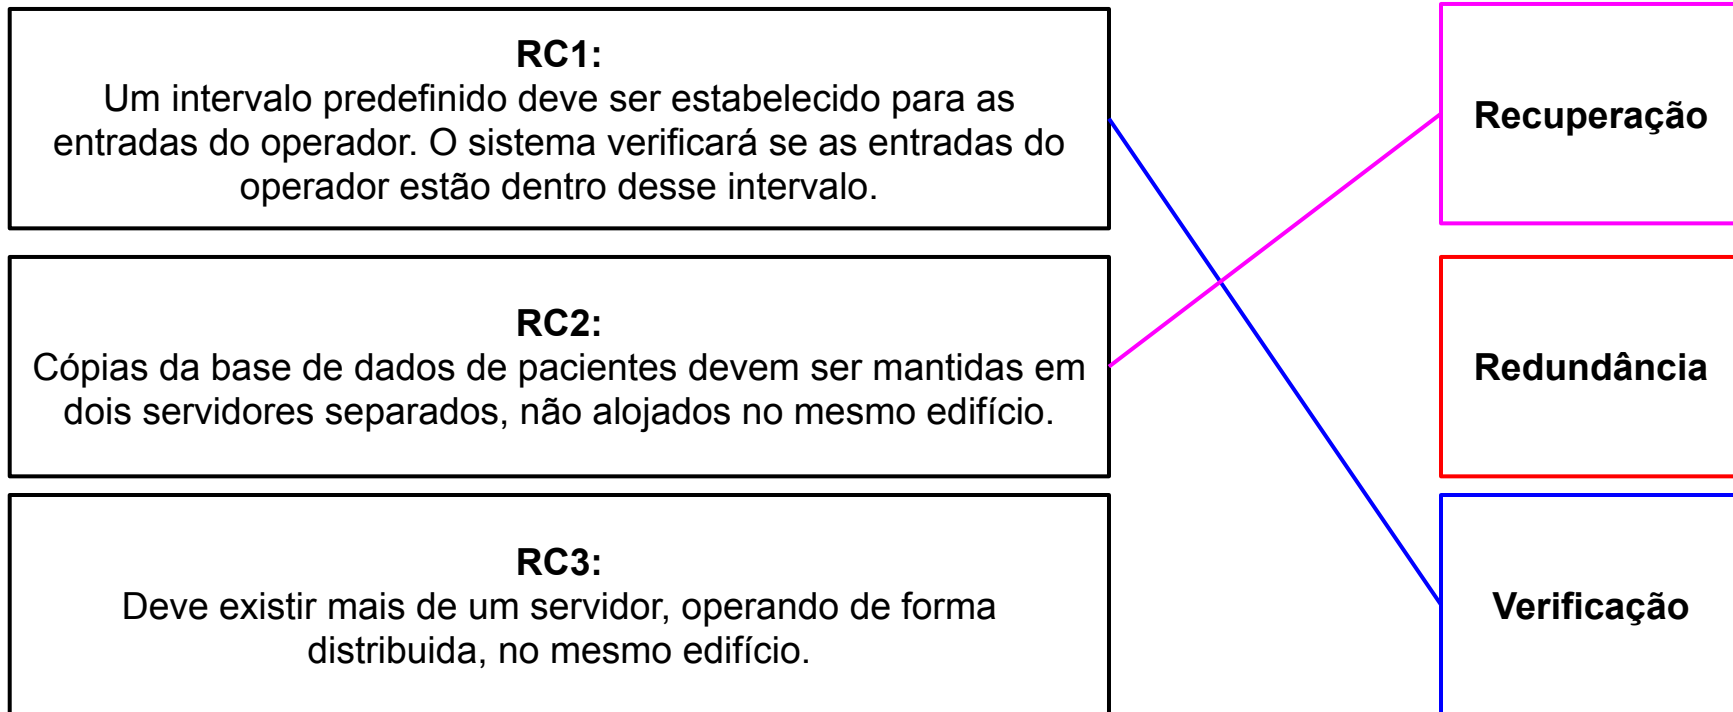 RC1:
Um intervalo predefinido deve ser estabelecido para as
entradas do operador. O sistema verificará se as entradas do
operador estão dentro desse intervalo.
Recuperação
RC2:
Cópias da base de dados de pacientes devem ser mantidas em
dois servidores separados, não alojados no mesmo edifício.
Redundância
RC3:
Deve existir mais de um servidor, operando de forma
distribuida, no mesmo edifício.
Verificação